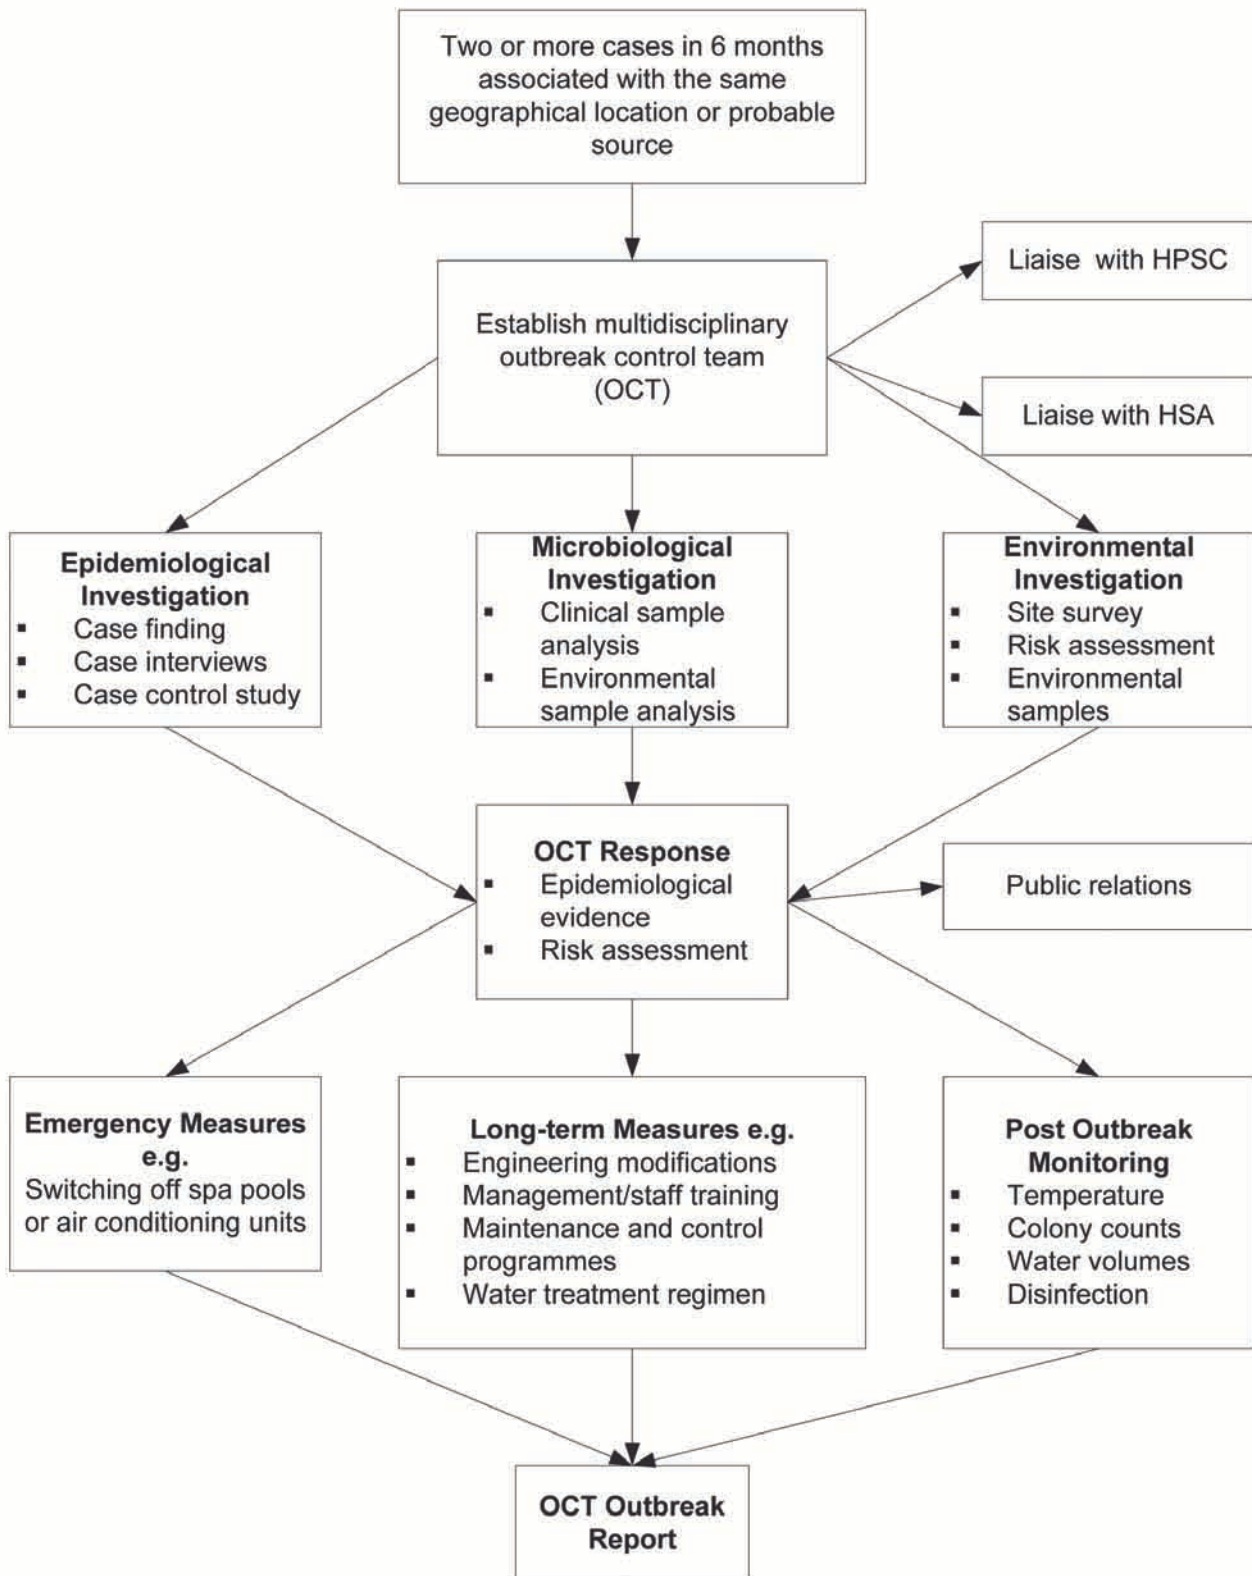 Two or more cases in 6 months
associated with the same
geographical location or probable
source
Liaise with HPSC
Establish multidisciplinary
outbreak control team
(OCT)
Liaise with HSA
Epidemiological
Investigation
▪ Case finding
▪ Case interviews
▪ Case control study
Microbiological
Investigation
▪ Clinical sample
analysis
▪ Environmental
sample analysis
Environmental
Investigation
▪ Site survey
▪ Risk assessment
▪ Environmental
samples
OCT Response
▪ Epidemiological
evidence
▪ Risk assessment
Public relations
Emergency Measures
e.g.
Switching off spa pools
or air conditioning units
Long-term Measures e.g.
▪ Engineering modifications
▪ Management/staff training
▪ Maintenance and control
programmes
▪ Water treatment regimen
Post Outbreak
Monitoring
▪ Temperature
▪ Colony counts
▪ Water volumes
▪ Disinfection
OCT Outbreak
Report